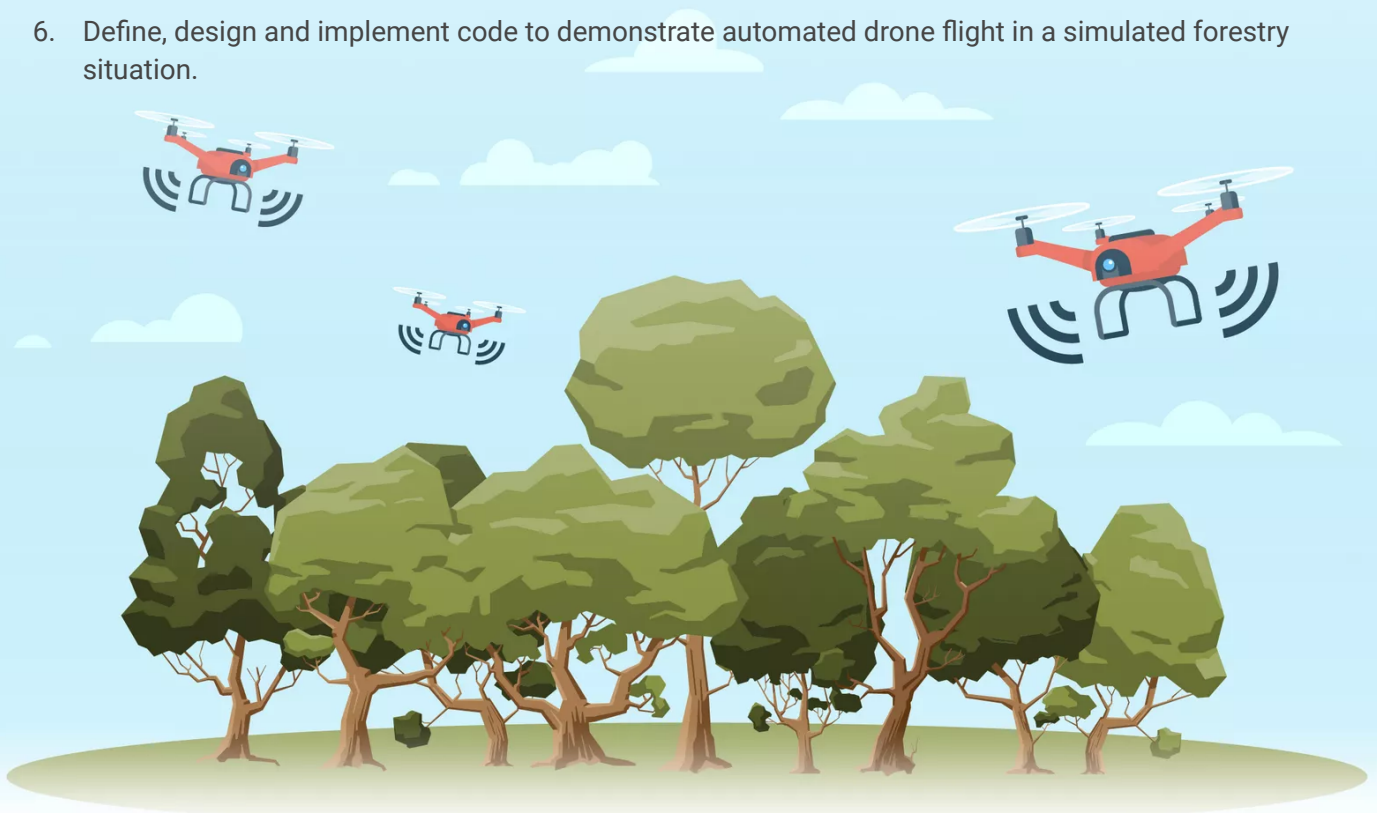 6. Define, design and implement code to demonstrate automated drone flight in a simulated forestry
situation.